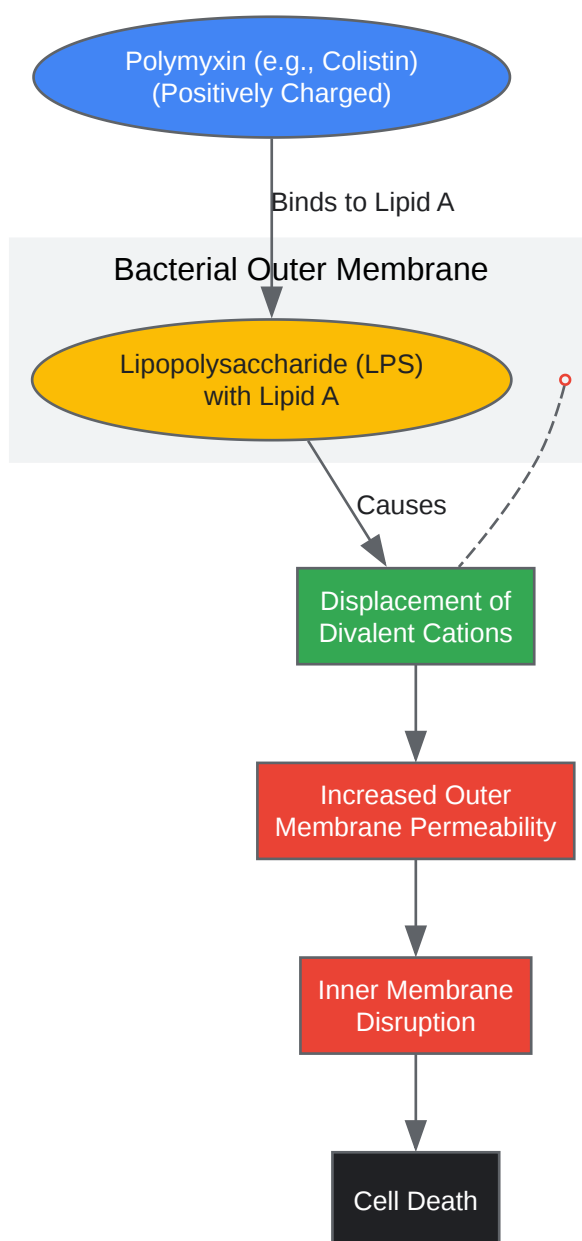 Polymyxin (e.g., Colistin)
(Positively Charged)
Binds to Lipid A
Bacterial Outer Membrane
Lipopolysaccharide (LPS)
with Lipid A
Causes
Displacement of
Divalent Cations
Increased Outer
Membrane Permeability
Inner Membrane
Disruption
Cell Death